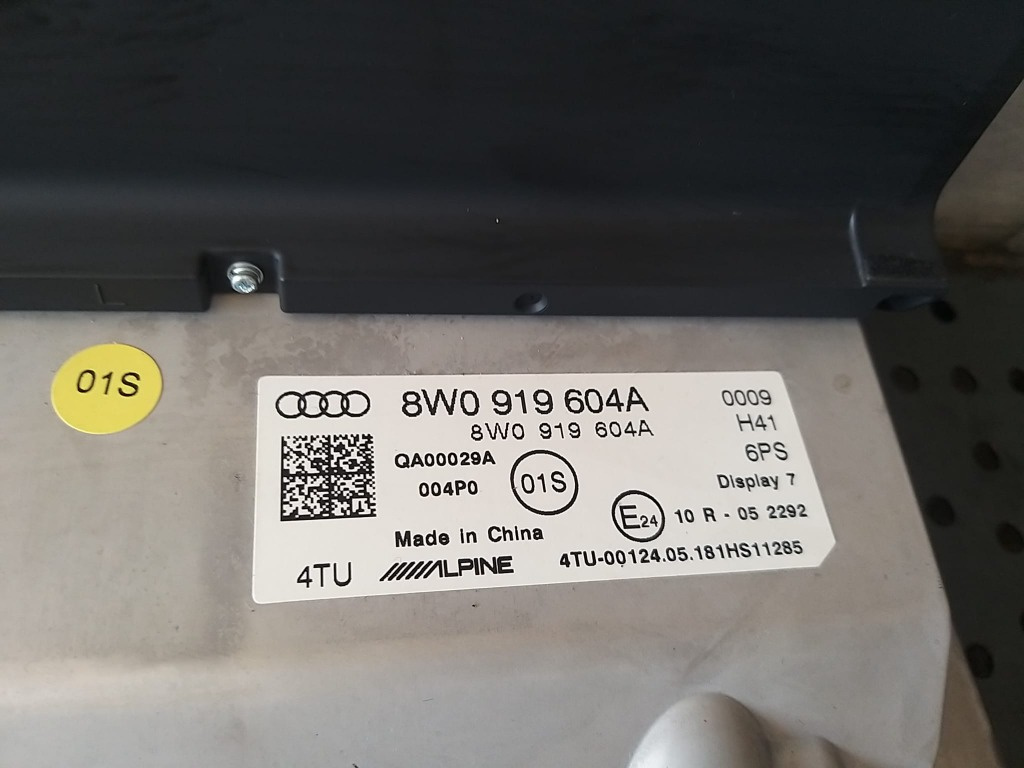 L
01S
8W0 919 604A
8W0 919 604A
0009
H41
6PS
Display 7
QA00029A
004P0
01S
E24
10 R - 05 2292
Made in China
4TU
ALPINE
4TU-00124.05.181HS11285